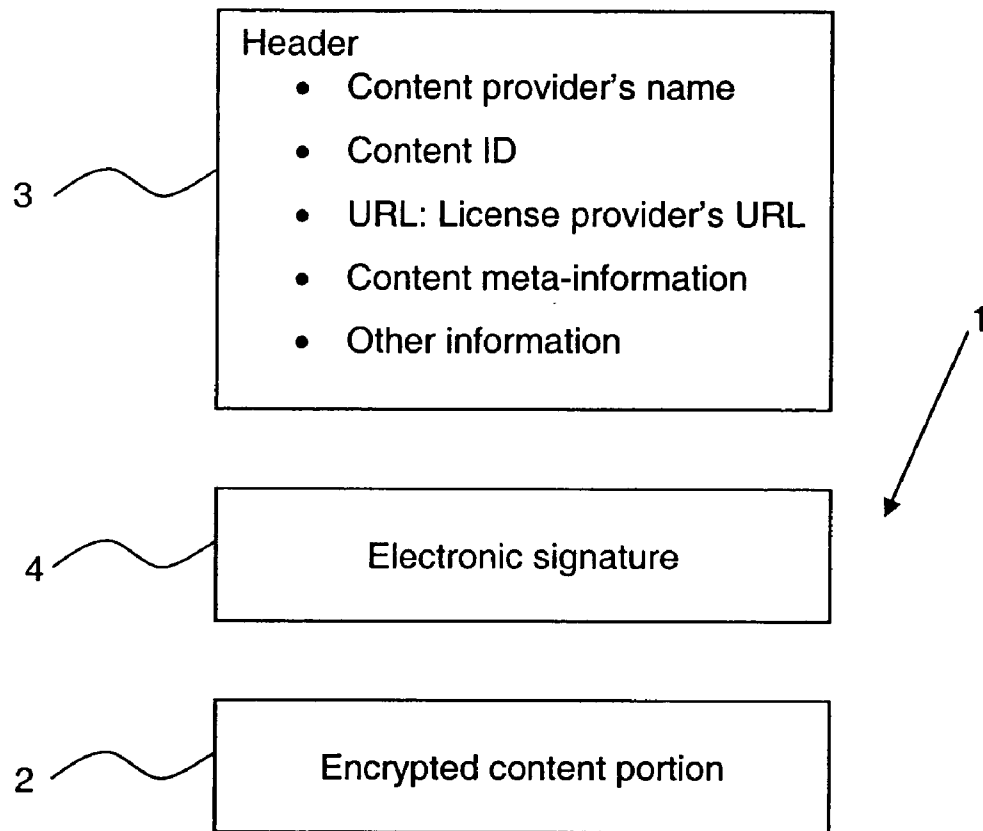 Header
• Content provider's name
• Content ID
3
• URL: License provider's URL
• Content meta-information
1
• Other information
4
Electronic signature
2
Encrypted content portion